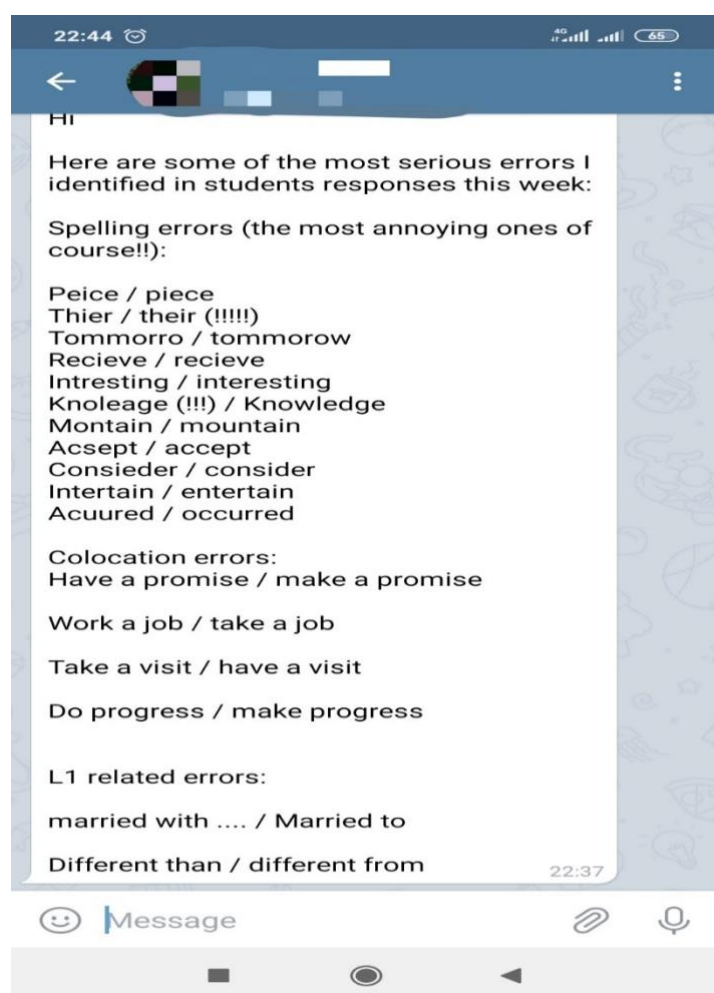 22:44
4G
65
Hi
Here are some of the most serious errors I
identified in students responses this week:
Spelling errors (the most annoying ones of
course!!):
Peice / piece
Thier / their (!!!!!)
Tommorro / tommorow
Recieve / recieve
Intresting / interesting
Knoleage (!!!) / Knowledge
Montain / mountain
Acsept / accept
Consieder / consider
Intertain / entertain
Acuured / occurred
Colocation errors:
Have a promise / make a promise
Work a job / take a job
Take a visit / have a visit
Do progress / make progress
L1 related errors:
married with .... / Married to
Different than / different from
22:37
Message